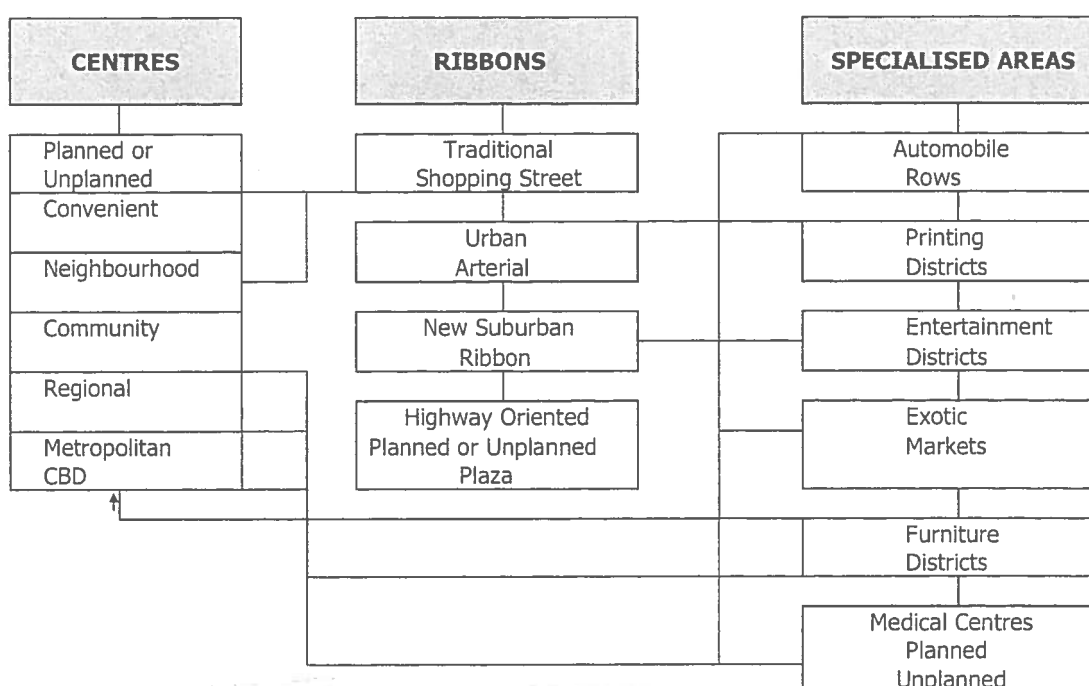 CENTRES
Planned or
Unplanned
Convenient
Neighbourhood
Community
Regional
Metropolitan
CBD
RIBBONS
Traditional
Shopping Street
Urban
Arterial
New Suburban
Ribbon
Highway Oriented
Planned or Unplanned
Plaza
SPECIALISED AREAS
Automobile
Rows
Printing
Districts
Entertainment
Districts
Exotic
Markets
Furniture
Districts
Medical Centres
Planned
Unplanned